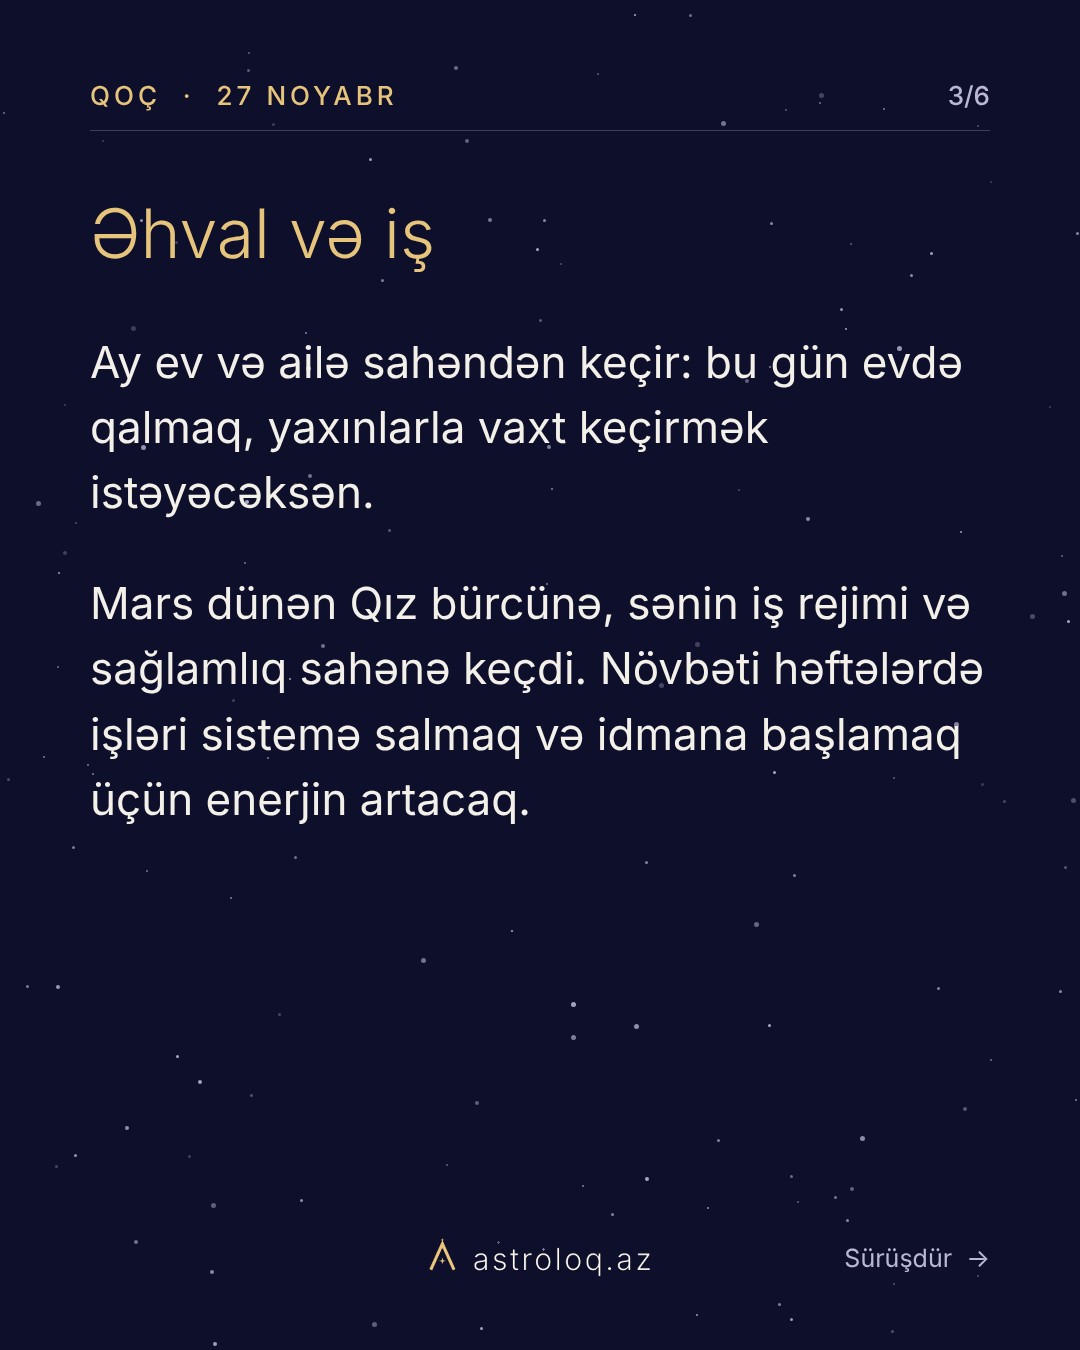 QOÇ · 27 NOYABR
3/6
Əhval və iş
Ay ev və ailə sahəndən keçir: bu gün evdə
qalmaq, yaxınlarla vaxt keçirmək
istəyəcəksən.
Mars dünən Qız bürcünə, sənin iş rejimi və
sağlamlıq sahənə keçdi. Növbəti həftələrdə
işləri sistemə salmaq və idmana başlamaq
üçün enerjin artacaq.
astroloq.az
Sürüşdür →